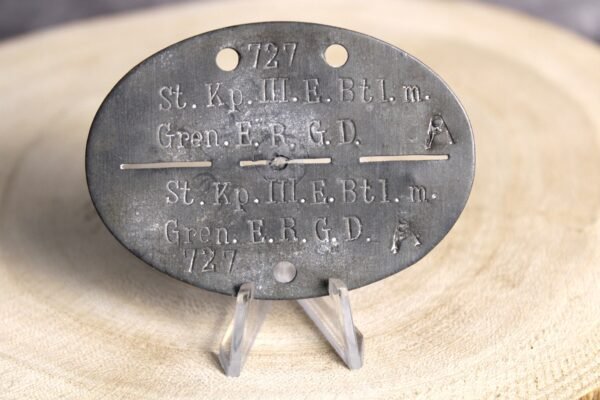 727
St. Kp. III. E. Btl. m.
Gren. E. R. G. D. A
St. Kp. III. E. Btl. m.
Gren. E. R. G. D. A
727